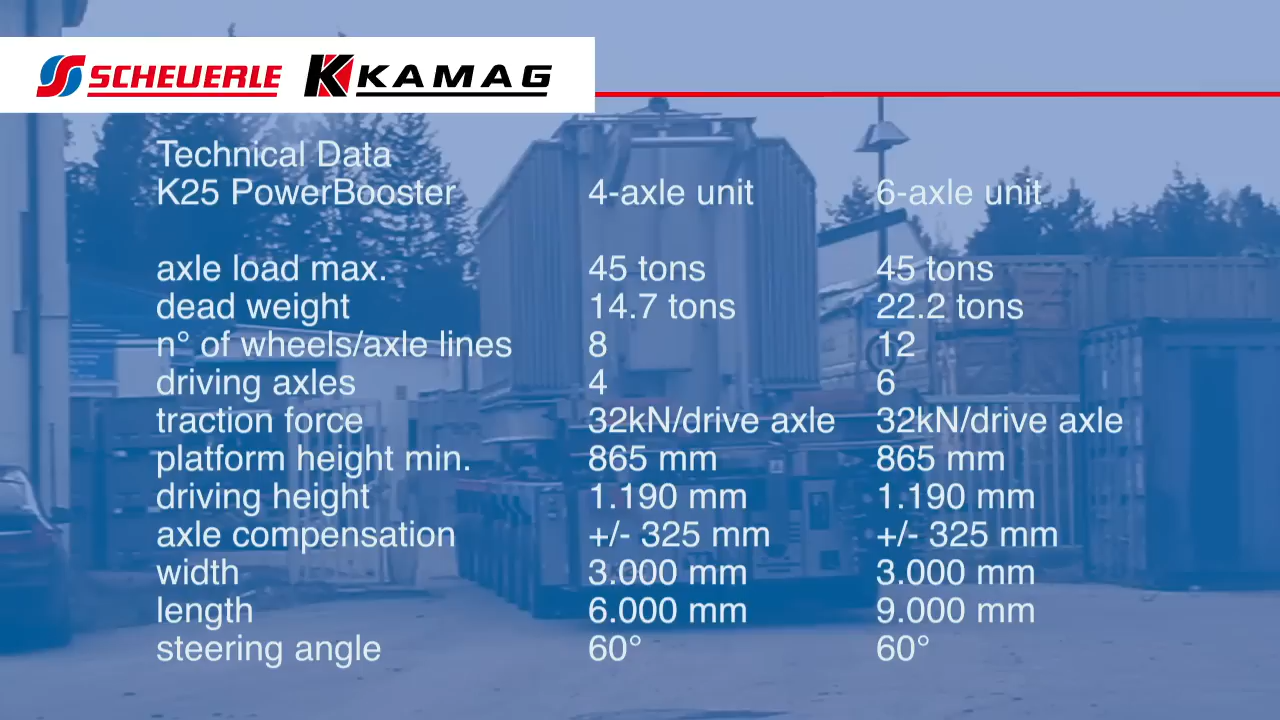 SCHEUERLE KAMAG
Technical Data
K25 PowerBooster 4-axle unit 6-axle unit
axle load max. 45 tons 45 tons
dead weight 14.7 tons 22.2 tons
n° of wheels/axle lines 8 12
driving axles 4 6
traction force 32kN/drive axle 32kN/drive axle
platform height min. 865 mm 865 mm
driving height 1.190 mm 1.190 mm
axle compensation +/- 325 mm +/- 325 mm
width 3.000 mm 3.000 mm
length 6.000 mm 9.000 mm
steering angle 60° 60°